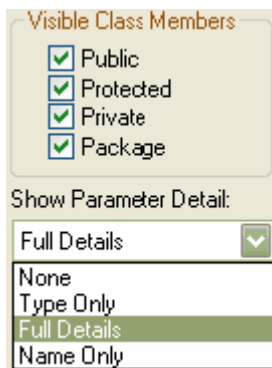 Visible Class Members
Public
Protected
Private
Package
Show Parameter Detail:
Full Details
None
Type Only
Full Details
Name Only